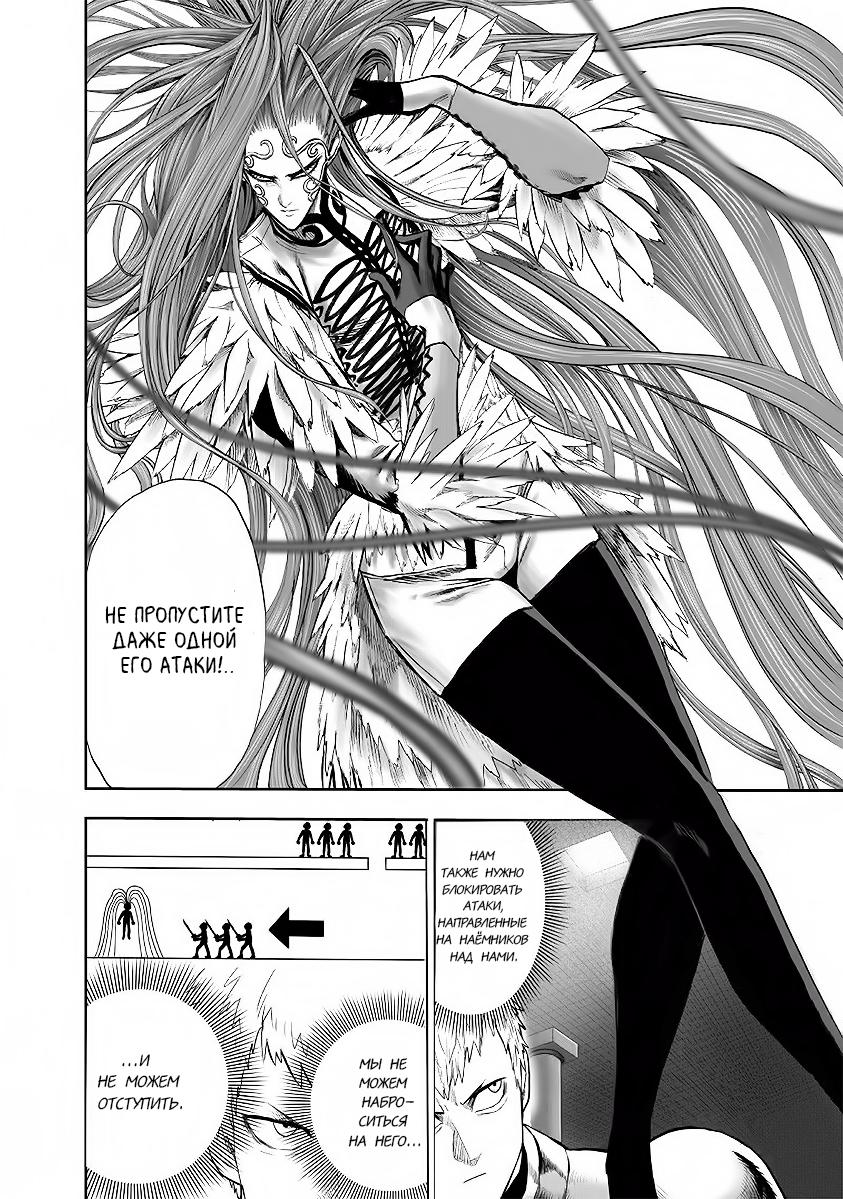 НЕ ПРОПУСТИТЕ
ДАЖЕ ОДНОЙ
ЕГО АТАКИ!..
НАМ
ТАКЖЕ НУЖНО
БЛОКИРОВАТЬ
АТАКИ,
НАПРАВЛЕННЫЕ
НА НАЁМНИКОВ
НАД НАМИ.
МЫ НЕ
МОЖЕМ
НАБРО-
СИТЬСЯ
НА НЕГО...
...И
НЕ МОЖЕМ
ОТСТУПИТЬ.